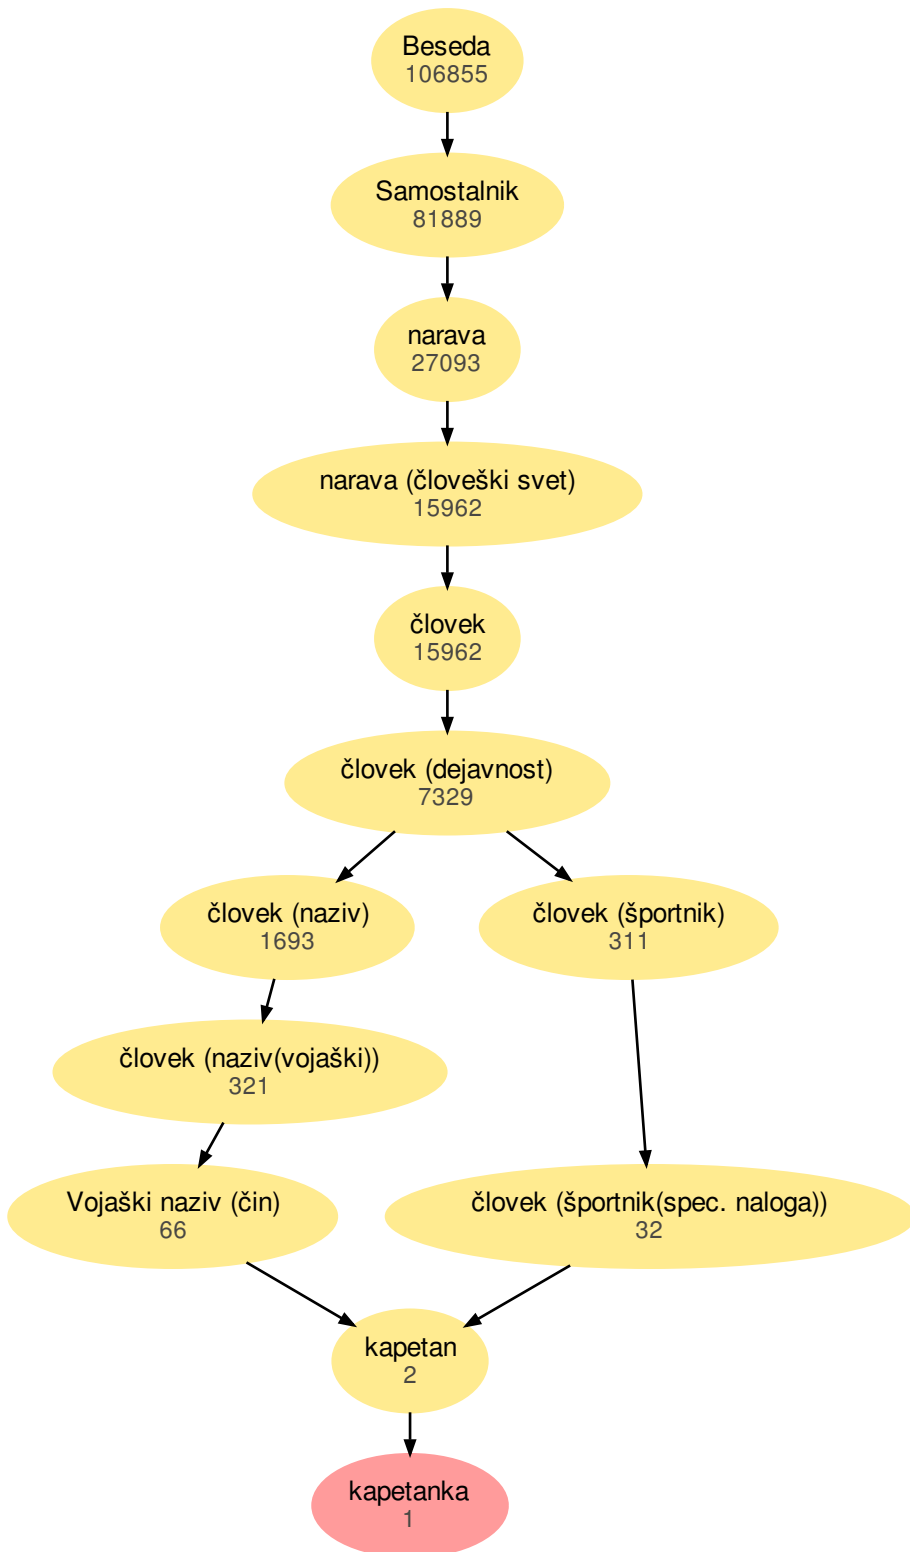 Beseda
106855
Samostalnik
81889
narava
27093
narava (človeški svet)
15962
človek
15962
človek (dejavnost)
7329
človek (naziv)
1693
človek (športnik)
311
človek (naziv(vojaški))
321
Vojaški naziv (čin)
66
človek (športnik(spec. naloga))
32
kapetan
2
kapetanka
1